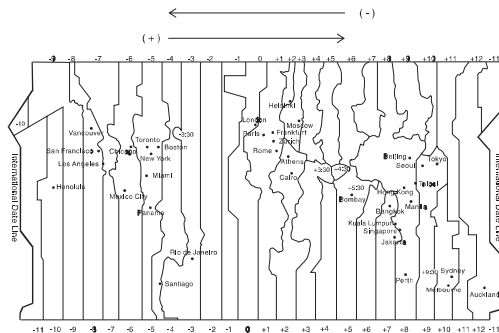 (-)
(+)
-9 -8 -7 -6 -5 -4 -3 -2 -1 0 +1 +2 +3 +4 +5 +6 +7 +8 +9 +10 +11 +12 -11
Helsinki
London
Moscow
-10
-3:30
Vancouver
Paris
Frankfurt
Zürich
San Francisco
Chicago
Toronto
Boston
New York
Rome
Athens
Beijing
Seoul
Tokyo
Los Angeles
Cairo
+3:30
+4:30
Miami
Honolulu
Mexico City
+5:30
Bombay
Hong Kong
Taipei
Manila
Panama
Bangkok
Kuala Lumpur
Singapore
Jakarta
International Date Line
International Date Line
Rio de Janeiro
Santiago
Perth
+9:30
Sydney
Melbourne
Auckland
-11 -10 -9 -8 -7 -6 -5 -4 -3 -2 -1 0 +1 +2 +3 +4 +5 +6 +7 +8 +9 +10 +11 +12 -11